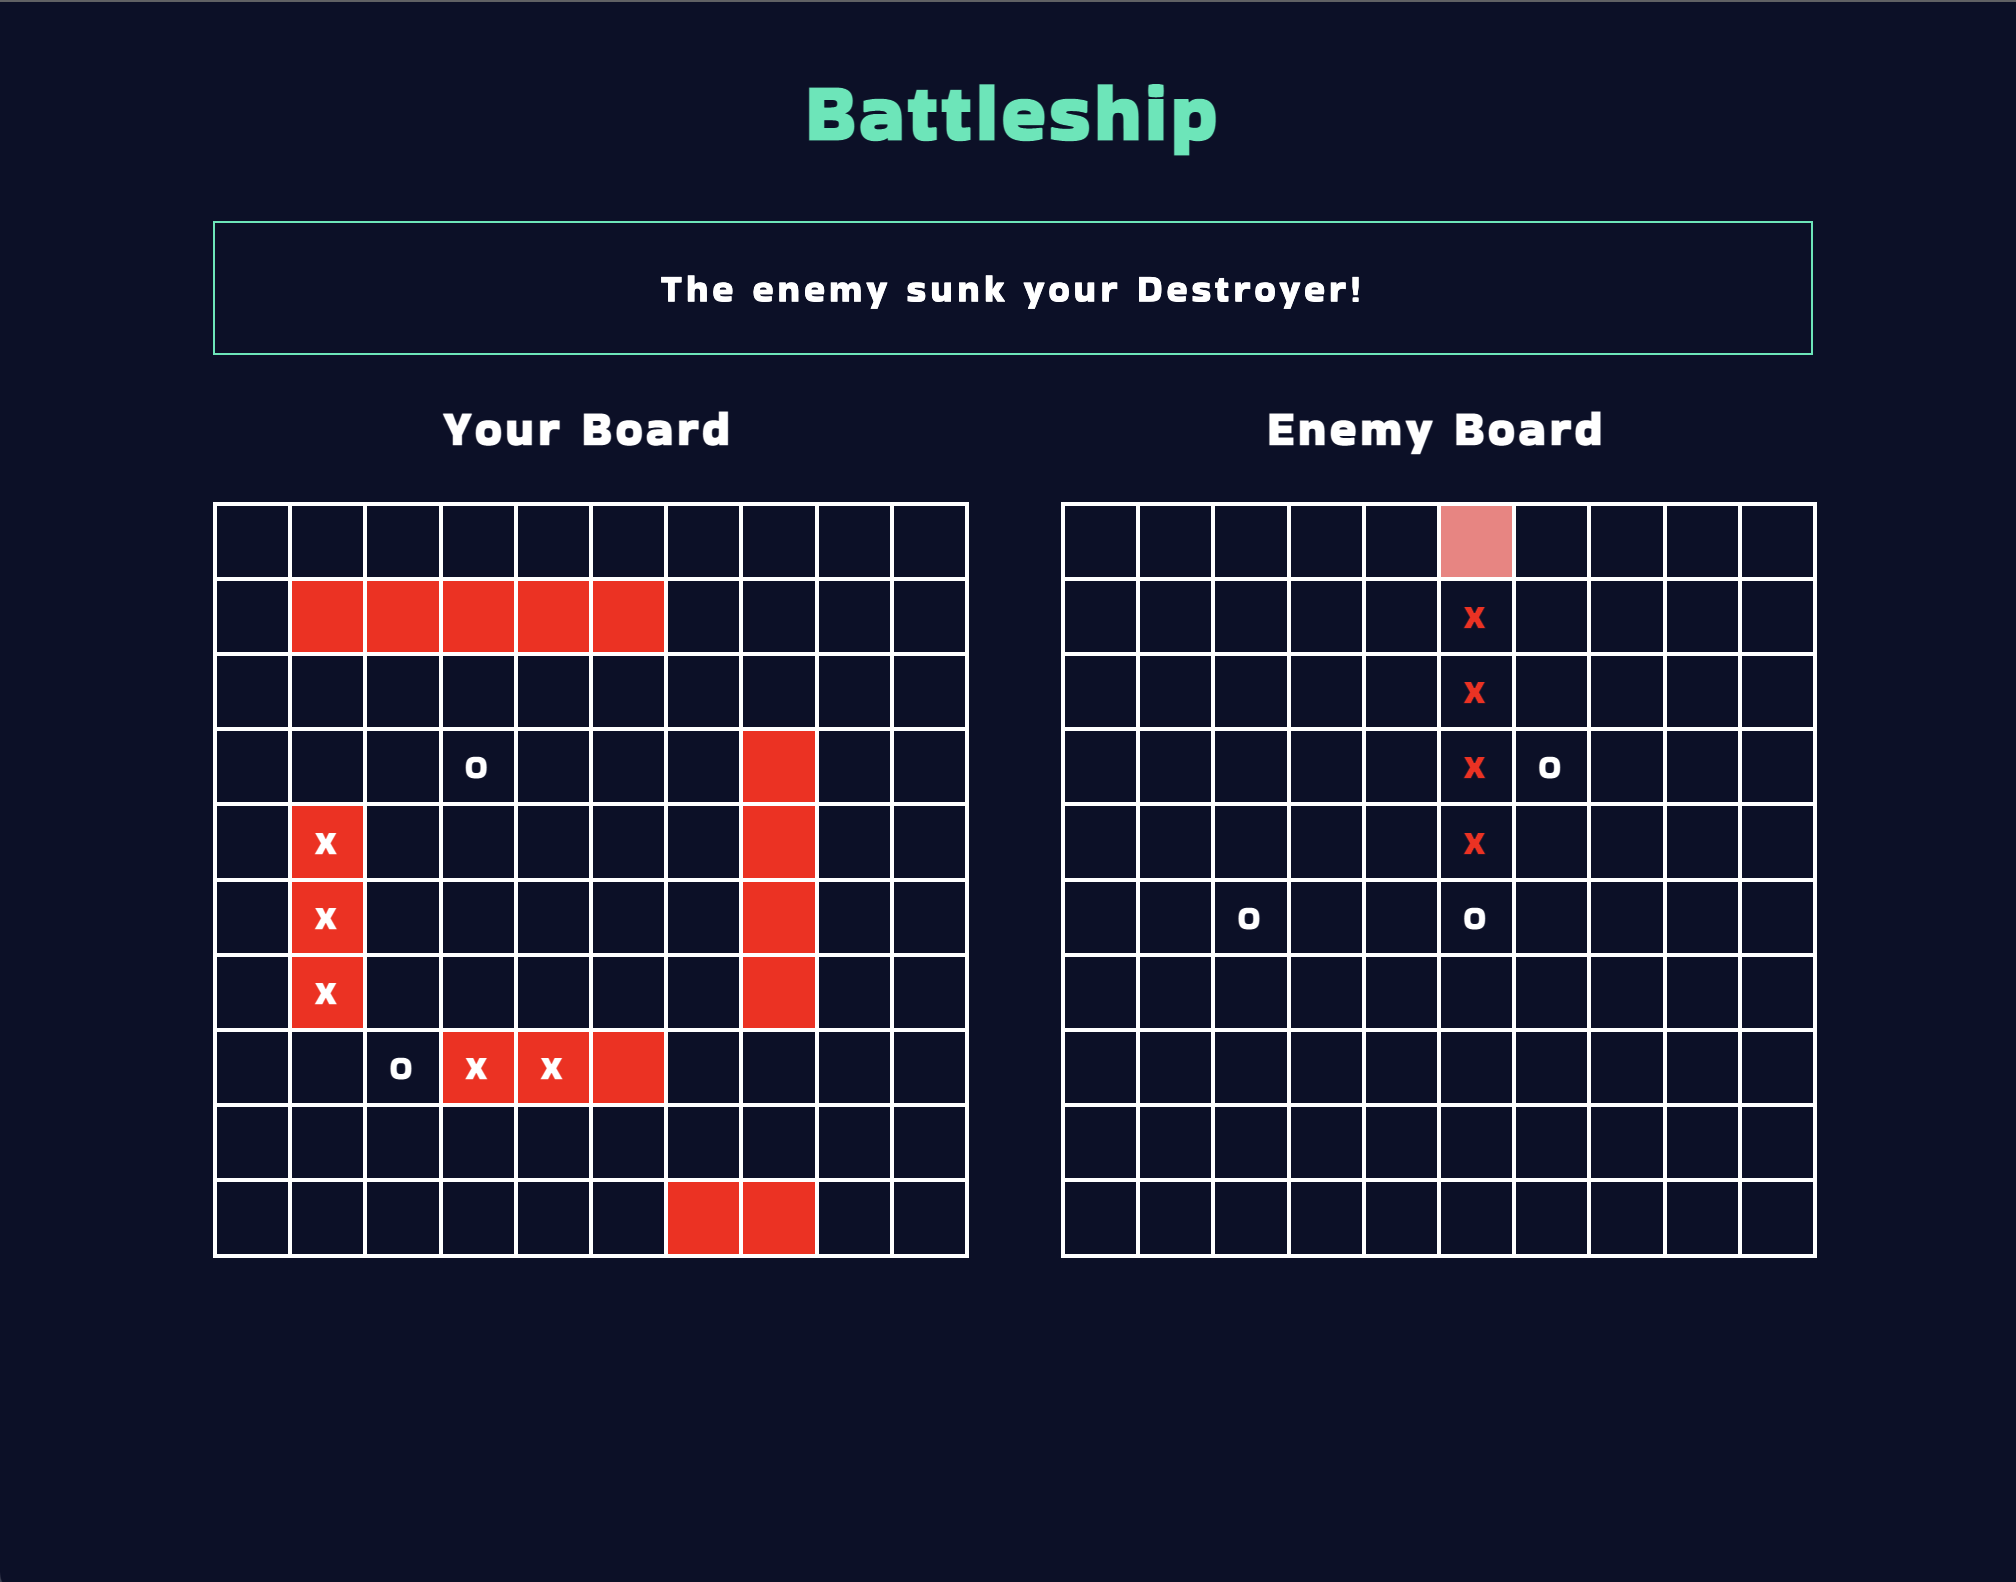 Battleship
The enemy sunk your Destroyer!
Your Board
Enemy Board
x
x
o
x o
x
x
x
o o
x
o x x